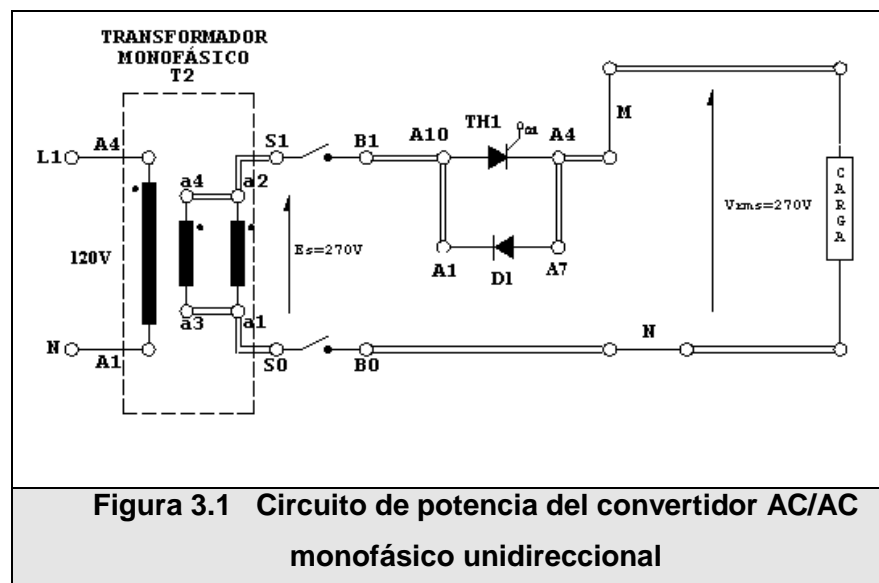 TRANSFORMADOR
MONOFÁSICO
T2
L1
A4
S1
B1
A10
TH1
A4
M
a4
a2
120V
Es=270V
A1
D1
A7
Vrms=270V
CARGA
a3
a1
N
A1
S0
B0
N
Figura 3.1 Circuito de potencia del convertidor AC/AC
monofásico unidireccional